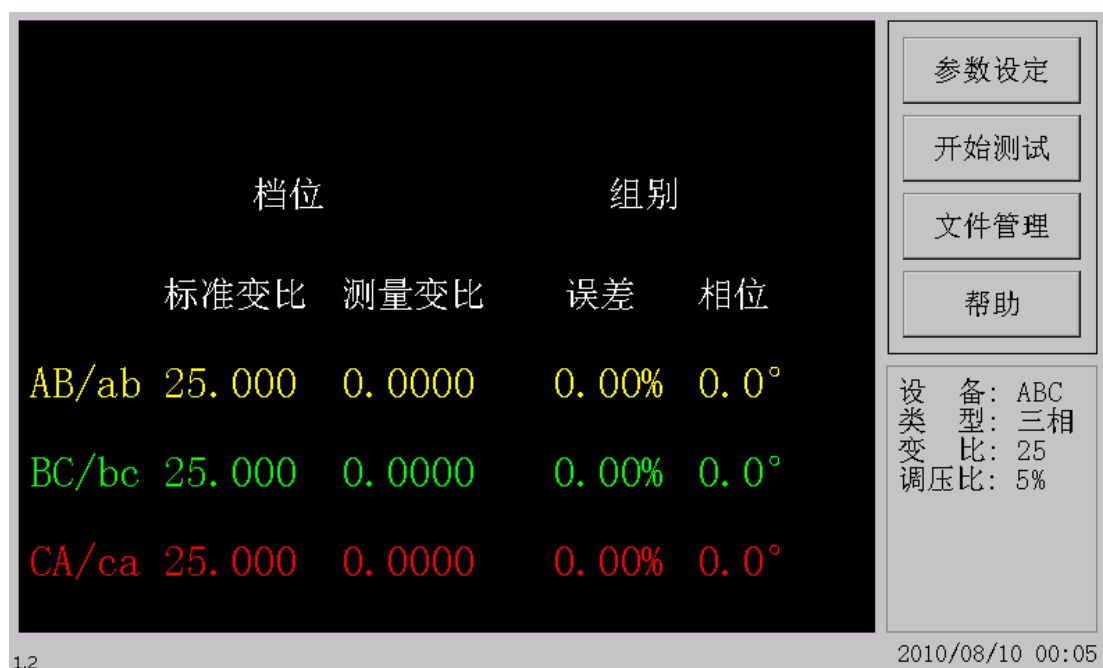 档位 组别
标准变比 测量变比 误差 相位
AB/ab 25.000 0.0000 0.00% 0.0°
BC/bc 25.000 0.0000 0.00% 0.0°
CA/ca 25.000 0.0000 0.00% 0.0°
参数设定
开始测试
文件管理
帮助
设 备: ABC
类 型: 三相
变 比: 25
调压比: 5%
1.2
2010/08/10 00:05